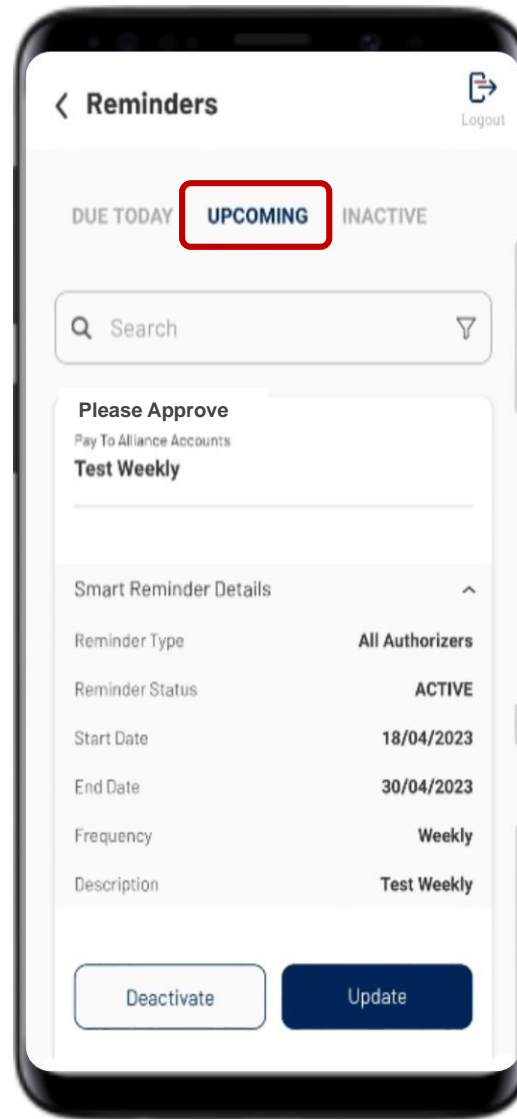 Reminders
Logout
DUE TODAY UPCOMING INACTIVE
Search
Please Approve
Pay To Alliance Accounts
Test Weekly
Smart Reminder Details
Reminder Type All Authorizers
Reminder Status ACTIVE
Start Date 18/04/2023
End Date 30/04/2023
Frequency Weekly
Description Test Weekly
Deactivate Update